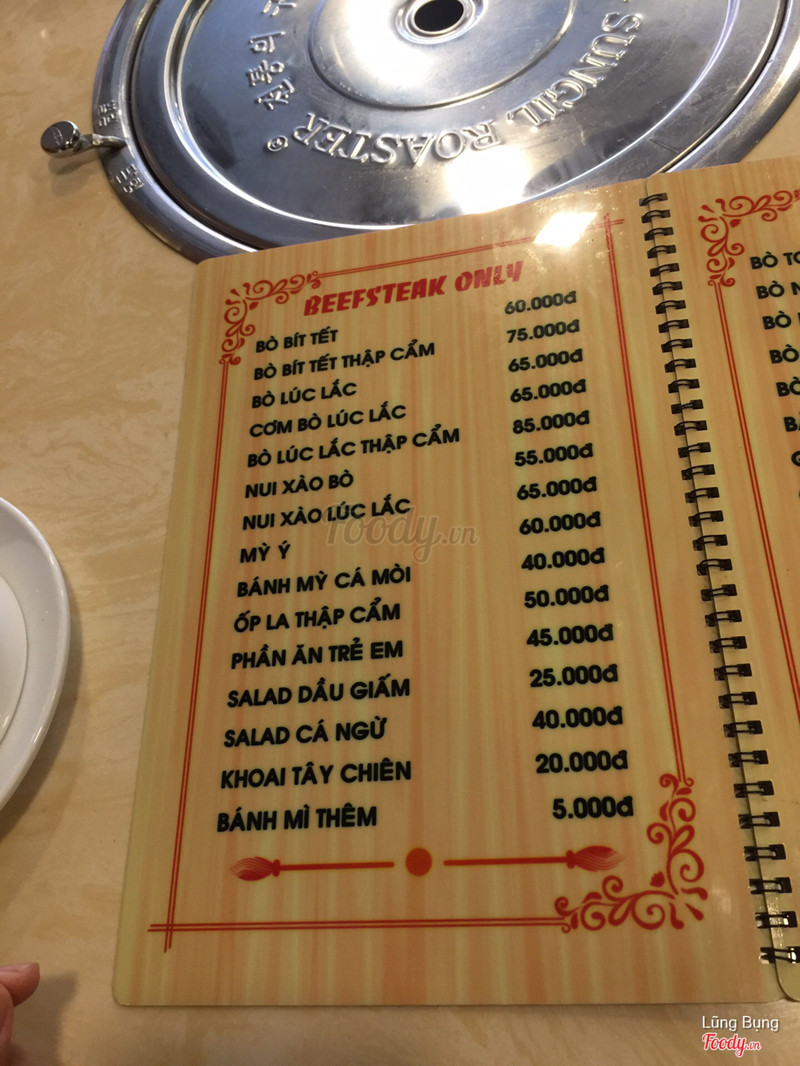 전통의
SUNGIL ROASTER ©
BEEFSTEAK ONLY
BÒ BÍT TẾT 60.000đ
BÒ BÍT TẾT THẬP CẨM 75.000đ
BÒ LÚC LẮC 65.000đ
CƠM BÒ LÚC LẮC 65.000đ
BÒ LÚC LẮC THẬP CẨM 85.000đ
NUI XÀO BÒ 55.000đ
NUI XÀO LÚC LẮC 65.000đ
MỲ Ý 60.000đ
BÁNH MỲ CÁ MÒI 40.000đ
ỐP LA THẬP CẨM 50.000đ
PHẦN ĂN TRẺ EM 45.000đ
SALAD DẦU GIẤM 25.000đ
SALAD CÁ NGỪ 40.000đ
KHOAI TÂY CHIÊN 20.000đ
BÁNH MÌ THÊM 5.000đ
BÒ
BÒ
BÒ
BÒ
BÒ
foody.vn
Lũng Bụng
Foody.vn